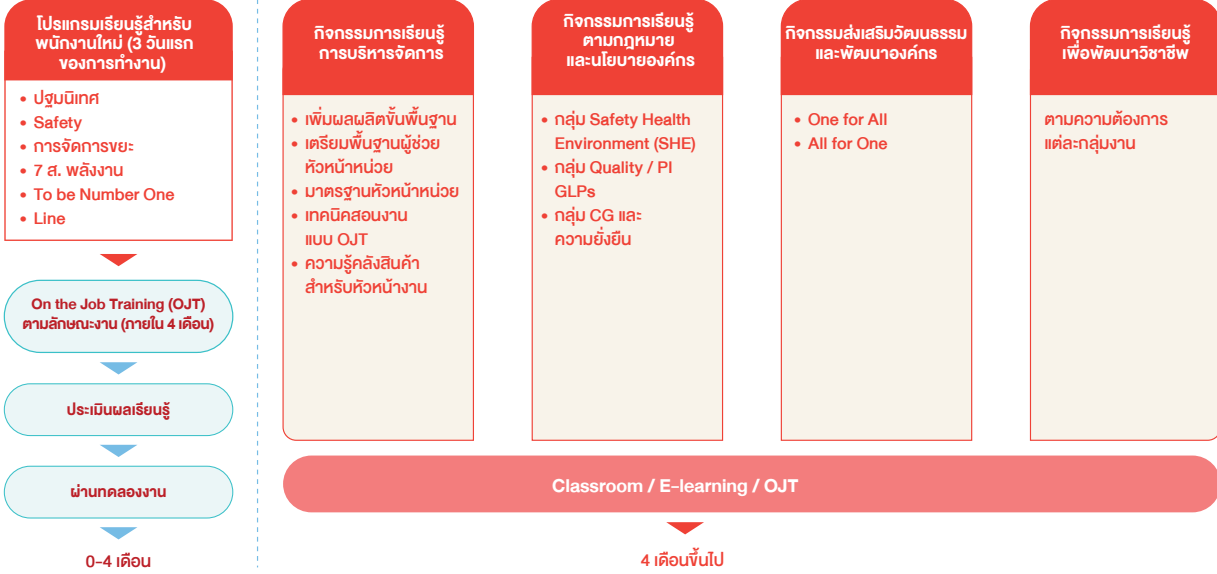 โปรแกรมเรียนรู้สำหรับ
พนักงานใหม่ (3 วันแรก
ของการทำงาน)
• ปฐมนิเทศ
• Safety
• การจัดการขยะ
• 7 ส. พลังงาน
• To be Number One
• Line
On the Job Training (OJT)
ตามลักษณะงาน (ภายใน 4 เดือน)
ประเมินผลเรียนรู้
ผ่านทดลองงาน
0-4 เดือน
กิจกรรมการเรียนรู้
การบริหารจัดการ
• เพิ่มผลผลิตขั้นพื้นฐาน
• เตรียมพื้นฐานผู้ช่วย
หัวหน้าหน่วย
• มาตรฐานหัวหน้าหน่วย
• เทคนิคสอนงาน
แบบ OJT
• ความรู้คลังสินค้า
สำหรับหัวหน้างาน
กิจกรรมการเรียนรู้
ตามกฎหมาย
และนโยบายองค์กร
• กลุ่ม Safety Health
Environment (SHE)
• กลุ่ม Quality / PI
GLPs
• กลุ่ม CG และ
ความยั่งยืน
กิจกรรมส่งเสริมวัฒนธรรม
และพัฒนาองค์กร
• One for All
• All for One
กิจกรรมการเรียนรู้
เพื่อพัฒนาวิชาชีพ
ตามความต้องการ
แต่ละกลุ่มงาน
Classroom / E-learning / OJT
4 เดือนขึ้นไป